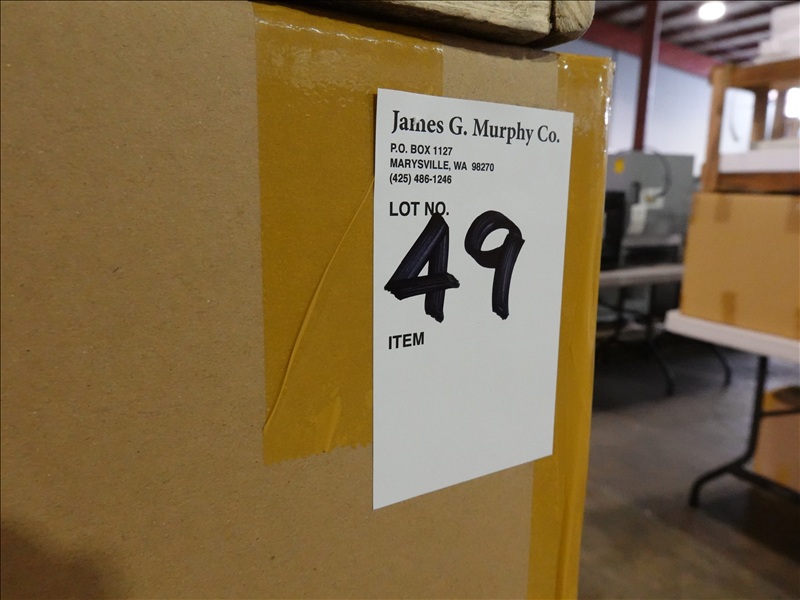 James G. Murphy Co.
P.O. BOX 1127
MARYSVILLE, WA 98270
(425) 486-1246
LOT NO.
49
ITEM